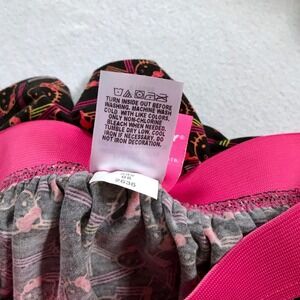 TURN INSIDE OUT BEFORE
WASHING. MACHINE WASH
COLD WITH LIKE COLORS.
ONLY NON-CHLORINE
BLEACH WHEN NEEDED.
TUMBLE DRY LOW. COOL
IRON IF NEEDED. DO NOT
IRON DECORATION.